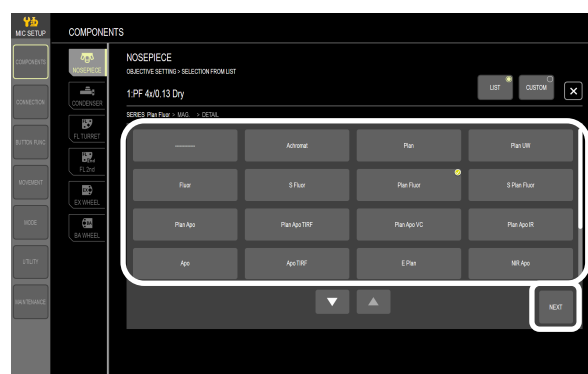 MIC SETUP
COMPONENTS
COMPONENTS
CONNECTION
BUTTON FUNC.
MOVEMENT
MODE
UTILITY
MAINTENANCE
NOSEPIECE
CONDENSER
FL TURRET
FL 2nd
EX WHEEL
BA WHEEL
NOSEPIECE
OBJECTIVE SETTING > SELECTION FROM LIST
1:PF 4x/0.13 Dry
LIST CUSTOM
SERIES Plan Fluor > MAG. > DETAIL
Achromat Plan Plan UW
Fluor S Fluor Plan Fluor S Plan Fluor
Plan Apo Plan Apo TIRF Plan Apo VC Plan Apo IR
Apo Apo TIRF E Plan NIR Apo
NEXT